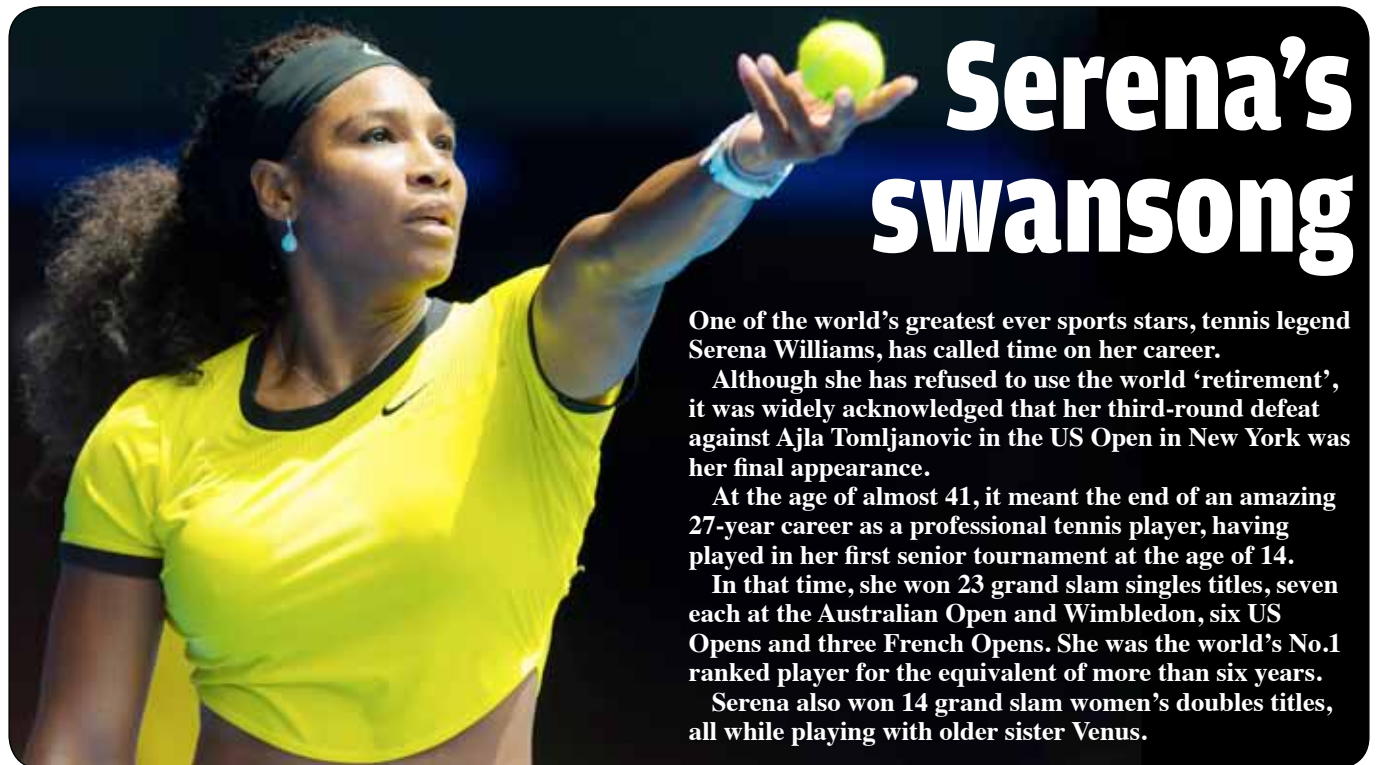 Serena’s
swansong
One of the world’s greatest ever sports stars, tennis legend
Serena Williams, has called time on her career.
Although she has refused to use the world ‘retirement’,
it was widely acknowledged that her third-round defeat
against Ajla Tomljanovic in the US Open in New York was
her final appearance.
At the age of almost 41, it meant the end of an amazing
27-year career as a professional tennis player, having
played in her first senior tournament at the age of 14.
In that time, she won 23 grand slam singles titles, seven
each at the Australian Open and Wimbledon, six US
Opens and three French Opens. She was the world’s No.1
ranked player for the equivalent of more than six years.
Serena also won 14 grand slam women’s doubles titles,
all while playing with older sister Venus.